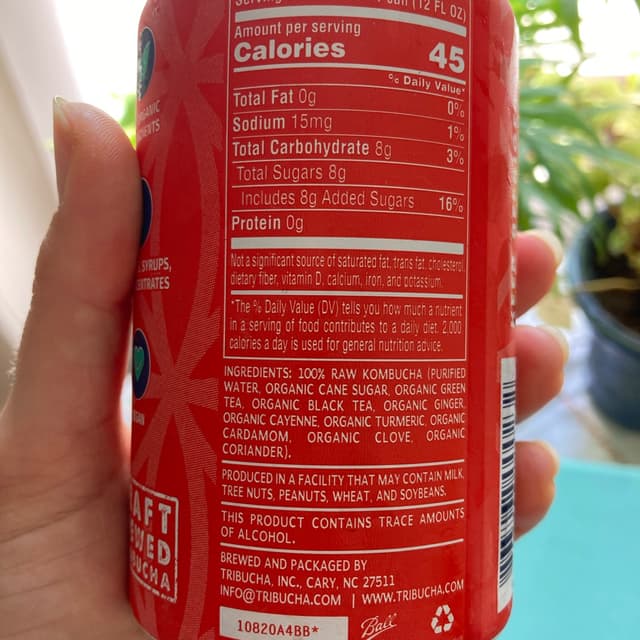 (12 FL OZ)
Amount per serving
Calories 45
% Daily Value*
Total Fat 0g 0%
Sodium 15mg 1%
Total Carbohydrate 8g 3%
Total Sugars 8g
Includes 8g Added Sugars 16%
Protein 0g
Not a significant source of saturated fat, trans fat, cholesterol,
dietary fiber, vitamin D, calcium, iron, and potassium.
*The % Daily Value (DV) tells you how much a nutrient
in a serving of food contributes to a daily diet. 2,000
calories a day is used for general nutrition advice.
INGREDIENTS: 100% RAW KOMBUCHA (PURIFIED
WATER, ORGANIC CANE SUGAR, ORGANIC GREEN
TEA, ORGANIC BLACK TEA, ORGANIC GINGER,
ORGANIC CAYENNE, ORGANIC TURMERIC, ORGANIC
CARDAMOM, ORGANIC CLOVE, ORGANIC
CORIANDER).
PRODUCED IN A FACILITY THAT MAY CONTAIN MILK,
TREE NUTS, PEANUTS, WHEAT, AND SOYBEANS.
THIS PRODUCT CONTAINS TRACE AMOUNTS
OF ALCOHOL.
BREWED AND PACKAGED BY
TRIBUCHA, INC., CARY, NC 27511
INFO@TRIBUCHA.COM | WWW.TRIBUCHA.COM
10820A4BB*
Ball
SYRUPS,